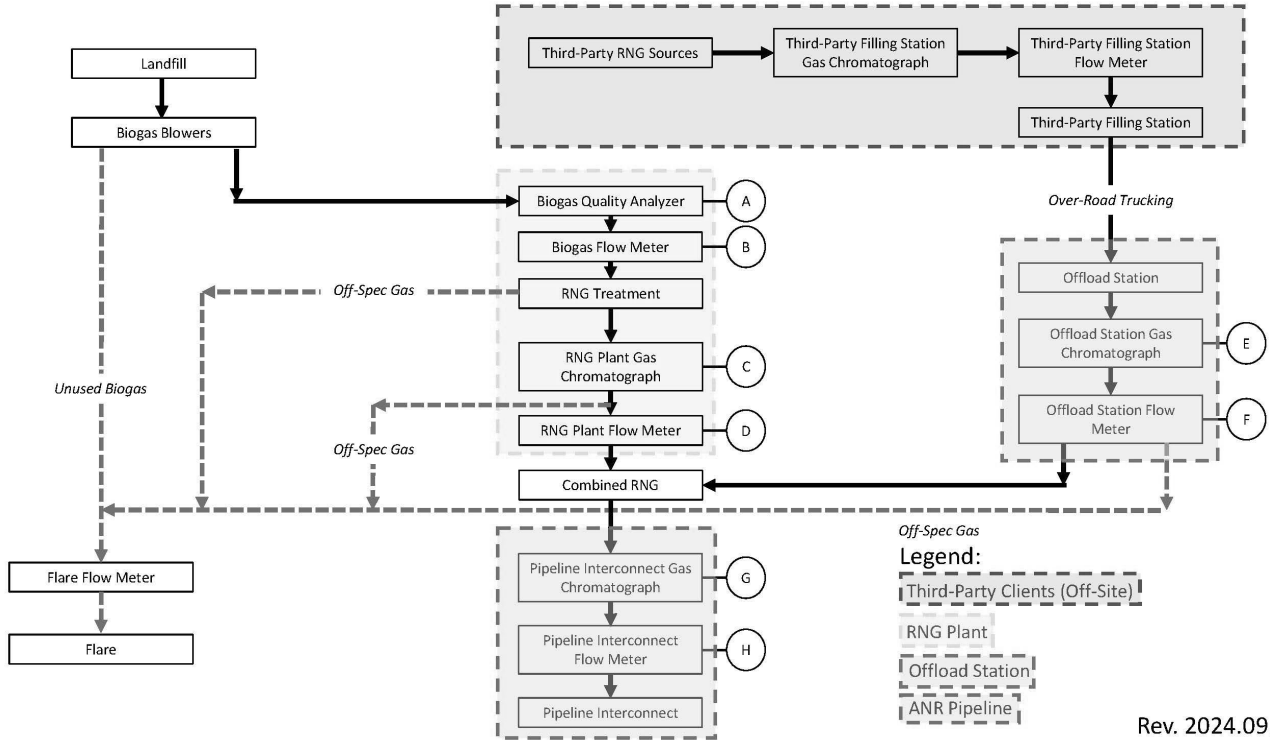 Third-Party RNG Sources
Third-Party Filling Station
Gas Chromatograph
Third-Party Filling Station
Flow Meter
Third-Party Filling Station
Landfill
Biogas Blowers
Over-Road Trucking
Biogas Quality Analyzer
A
Biogas Flow Meter
B
RNG Treatment
Off-Spec Gas
RNG Plant Gas
Chromatograph
C
RNG Plant Flow Meter
D
Off-Spec Gas
Unused Biogas
Offload Station
Offload Station Gas
Chromatograph
E
Offload Station Flow
Meter
F
Combined RNG
Off-Spec Gas
Pipeline Interconnect Gas
Chromatograph
G
Pipeline Interconnect
Flow Meter
H
Pipeline Interconnect
Flare Flow Meter
Flare
Legend:
Third-Party Clients (Off-Site)
RNG Plant
Offload Station
ANR Pipeline
Rev. 2024.09